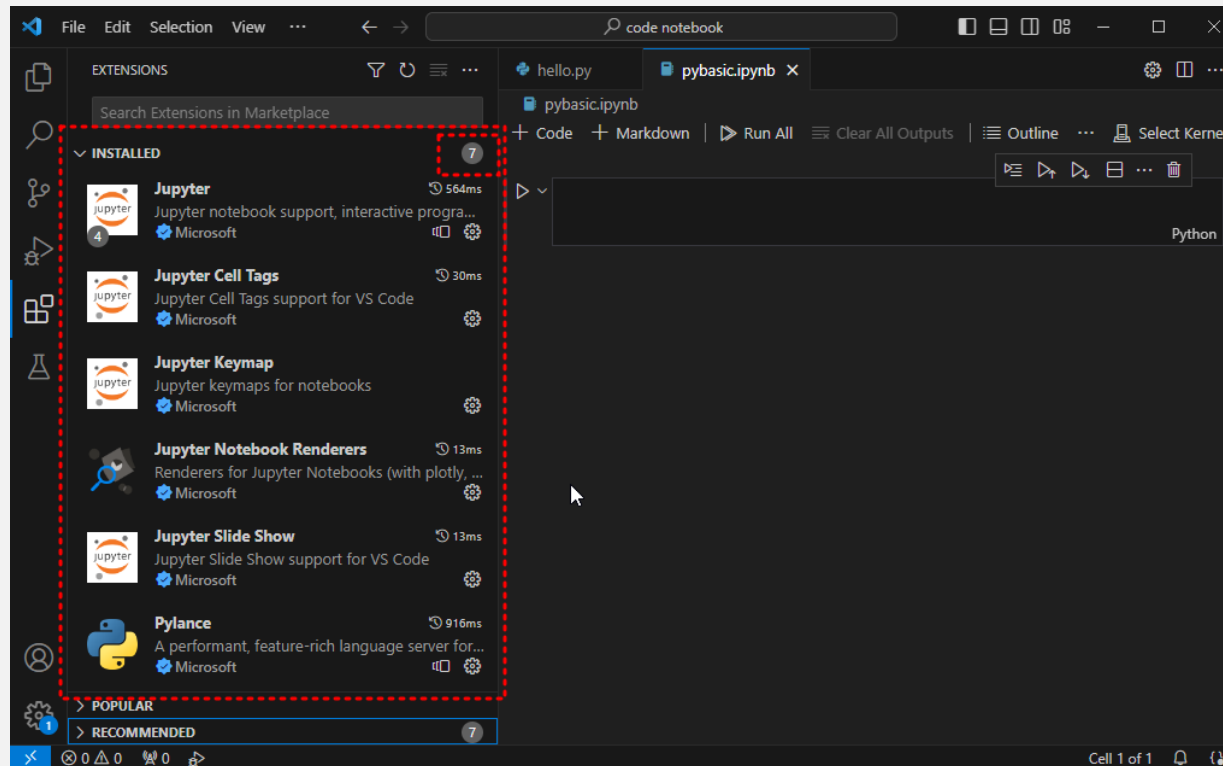 File Edit Selection View ··· code notebook
EXTENSIONS
Search Extensions in Marketplace
INSTALLED 7
Jupyter 564ms
Jupyter notebook support, interactive progra...
Microsoft
jupyter
4
Jupyter Cell Tags 30ms
Jupyter Cell Tags support for VS Code
Microsoft
jupyter
Jupyter Keymap
Jupyter keymaps for notebooks
Microsoft
jupyter
Jupyter Notebook Renderers 13ms
Renderers for Jupyter Notebooks (with plotly, ...
Microsoft
Jupyter Slide Show 13ms
Jupyter Slide Show support for VS Code
Microsoft
jupyter
Pylance 916ms
A performant, feature-rich language server for...
Microsoft
POPULAR
RECOMMENDED 7
1
hello.py pybasic.ipynb
pybasic.ipynb
+ Code + Markdown Run All Clear All Outputs Outline ··· Select Kerne
Python
0 0 0 Cell 1 of 1